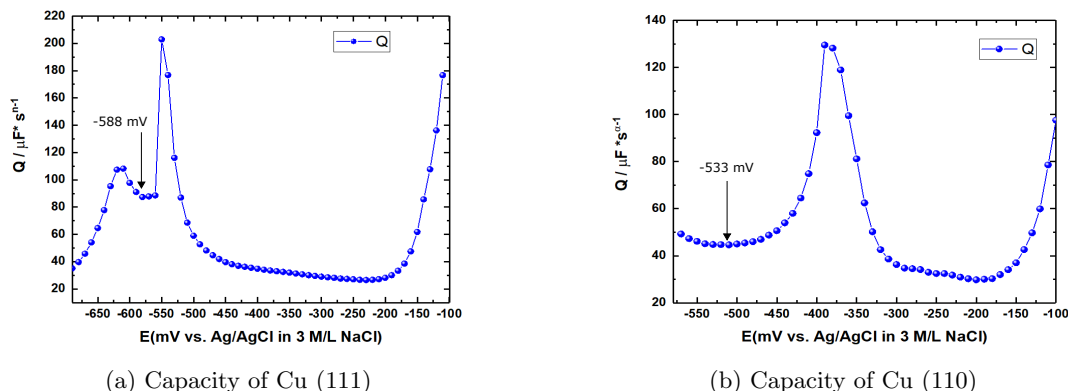 220
200
180
160
140
120
100
80
60
40
20
Q / μF* sⁿ⁻¹
Q
-588 mV
-650 -600 -550 -500 -450 -400 -350 -300 -250 -200 -150 -100
E(mV vs. Ag/AgCl in 3 M/L NaCl)
(a) Capacity of Cu (111)
140
120
100
80
60
40
20
Q / μF *s^α-1
Q
-533 mV
-550 -500 -450 -400 -350 -300 -250 -200 -150 -100
E(mV vs. Ag/AgCl in 3 M/L NaCl)
(b) Capacity of Cu (110)